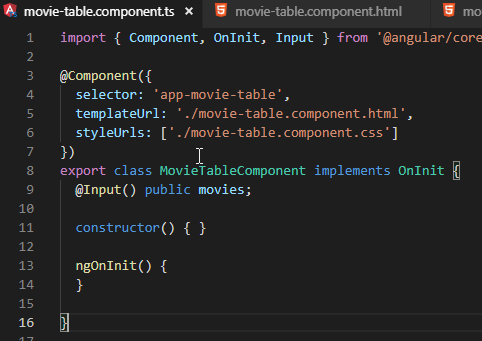 movie-table.component.ts × movie-table.component.html mo
1 import { Component, OnInit, Input } from '@angular/core
2
3 @Component({
4 selector: 'app-movie-table',
5 templateUrl: './movie-table.component.html',
6 styleUrls: ['./movie-table.component.css']
7 })
8 export class MovieTableComponent implements OnInit {
9 @Input() public movies;
10
11 constructor() { }
12
13 ngOnInit() {
14 }
15
16 }
17